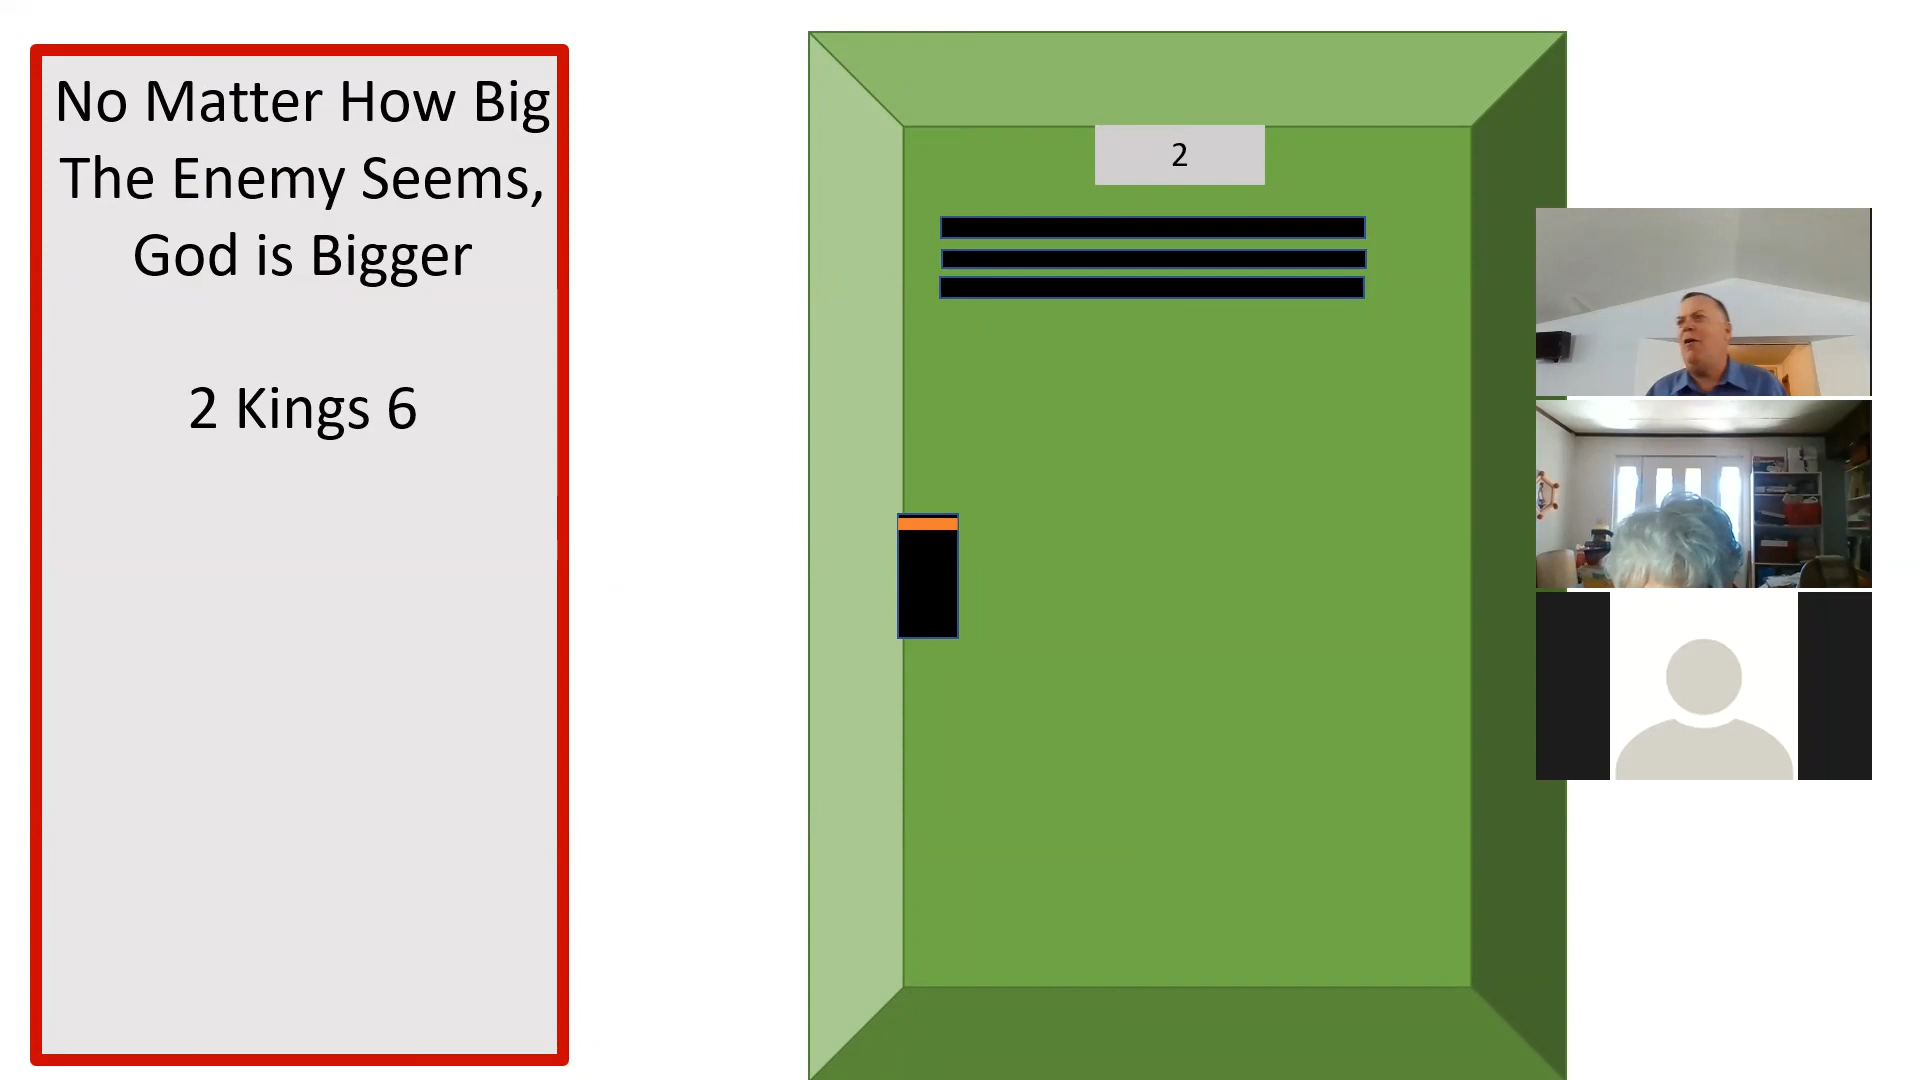 No Matter How Big
The Enemy Seems,
God is Bigger
2 Kings 6
2